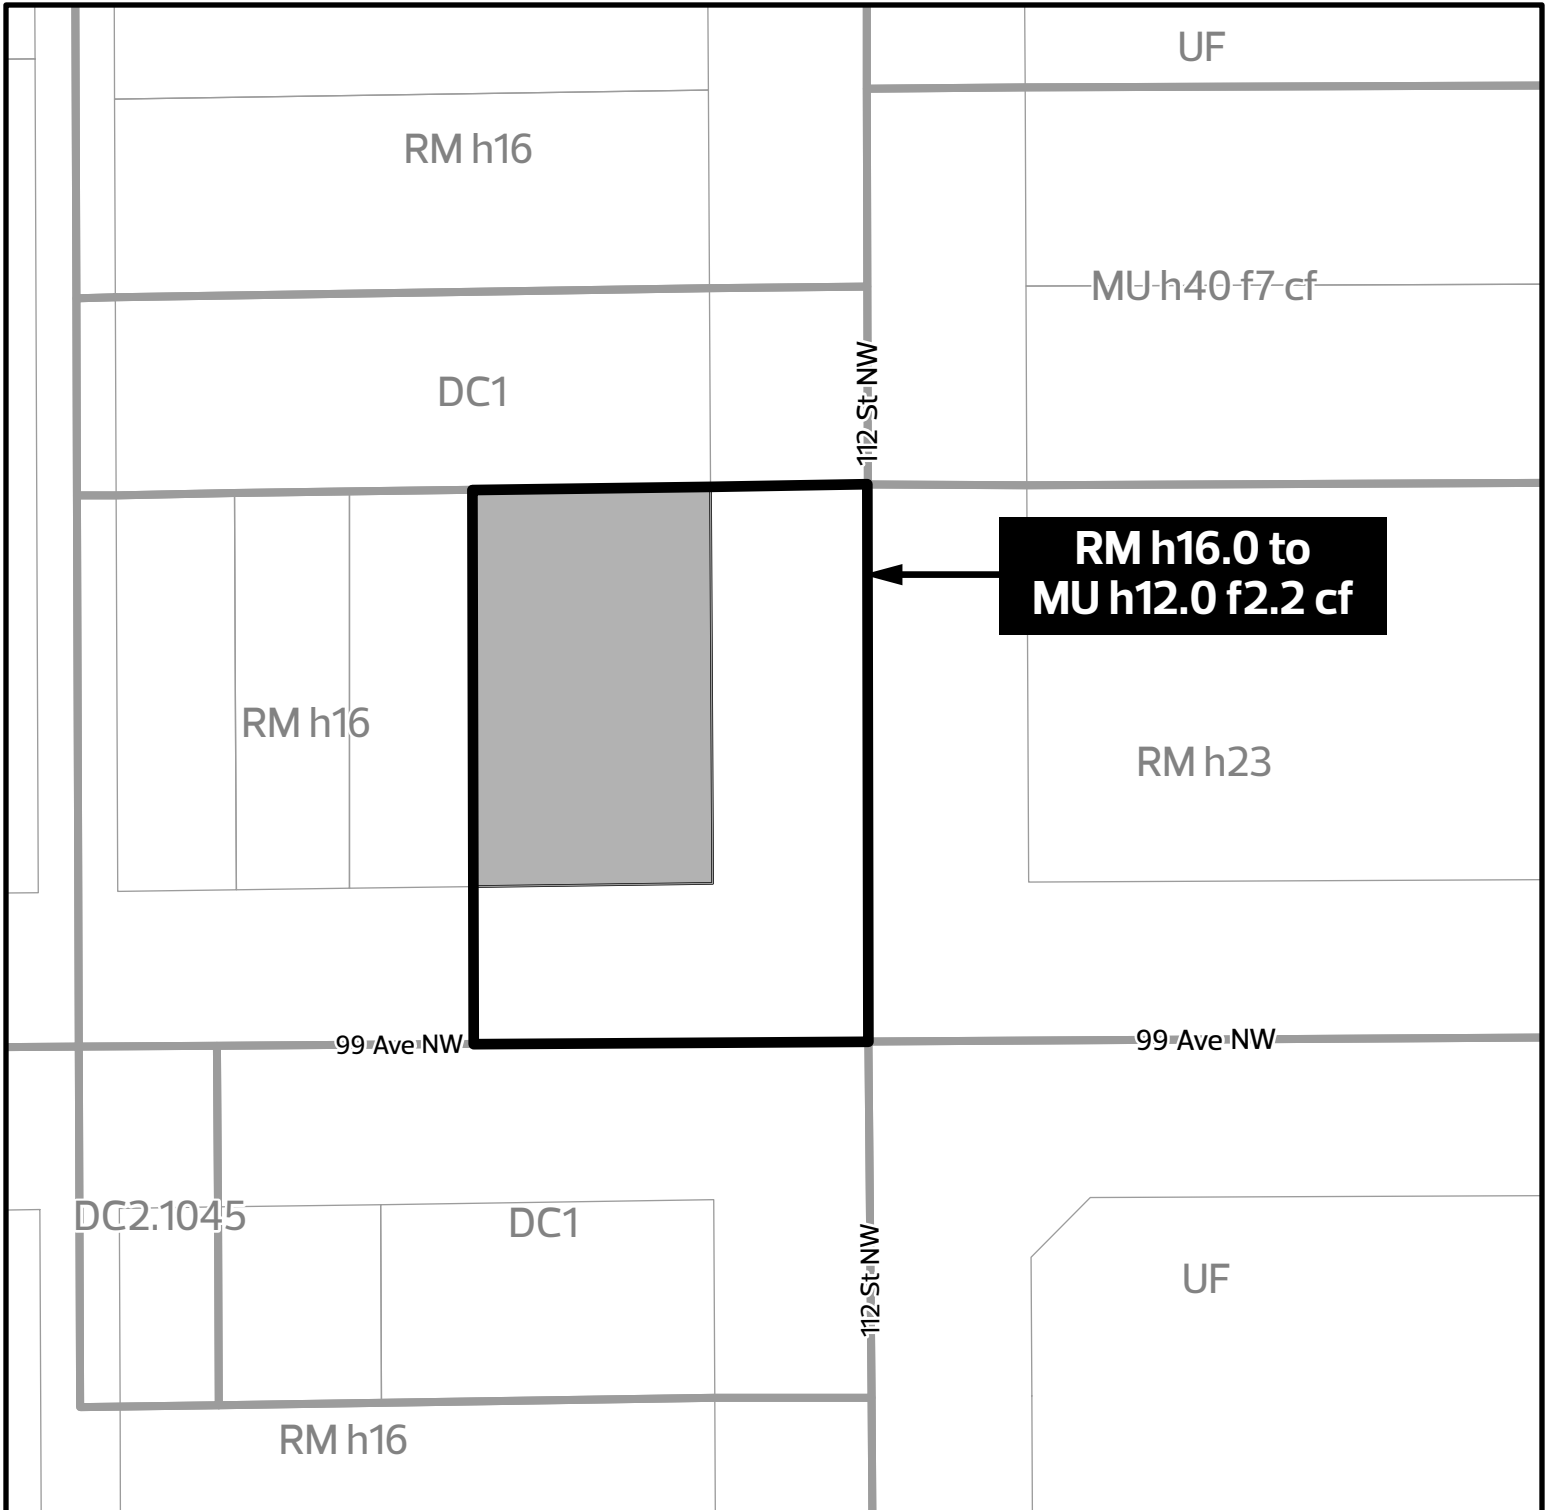 UF
RM h16
MU h40 f7 cf
DC1
112 St NW
RM h16.0 to
MU h12.0 f2.2 cf
RM h16
RM h23
99 Ave NW
99 Ave NW
DC2.1045
DC1
112 St NW
UF
RM h16